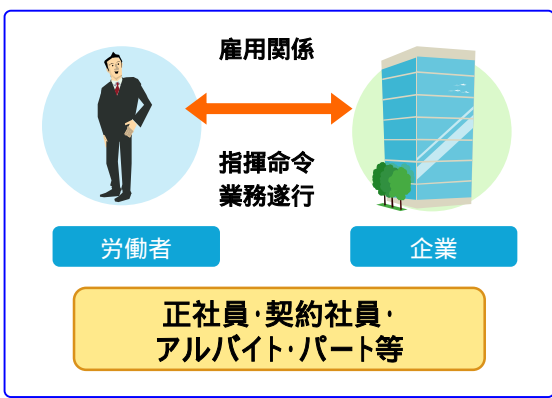 雇用関係
指揮命令
業務遂行
労働者
企業
正社員・契約社員・
アルバイト・パート等